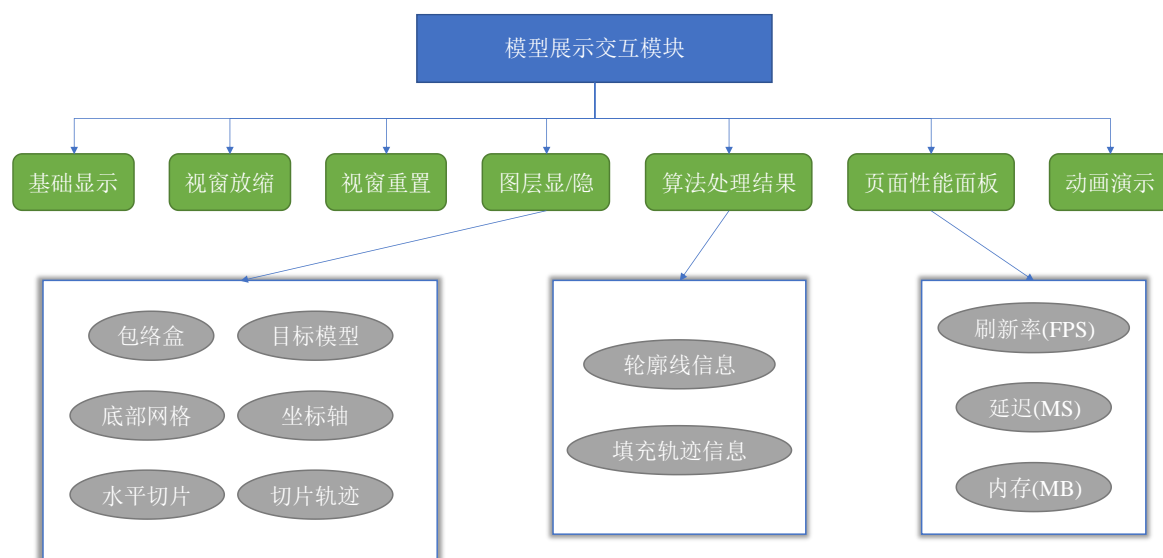 模型展示交互模块
基础显示
视窗放缩
视窗重置
图层显/隐
算法处理结果
页面性能面板
动画演示
包络盒
目标模型
底部网格
坐标轴
水平切片
切片轨迹
轮廓线信息
填充轨迹信息
刷新率(FPS)
延迟(MS)
内存(MB)